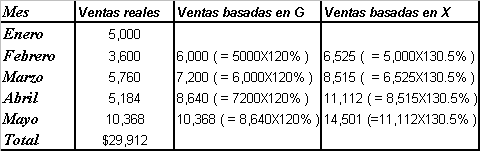 Mes Ventas reales Ventas basadas en G Ventas basadas en X
Enero 5,000
Febrero 3,600 6,000 ( = 5000X120% ) 6,525 ( = 5,000X130.5% )
Marzo 5,760 7,200 ( = 6,000X120% ) 8,515 ( = 6,525X130.5% )
Abril 5,184 8,640 ( = 7200X120% ) 11,112 ( = 8,515X130.5% )
Mayo 10,368 10,368 ( = 8,640X120% ) 14,501 (=11,112X130.5% )
Total $29,912